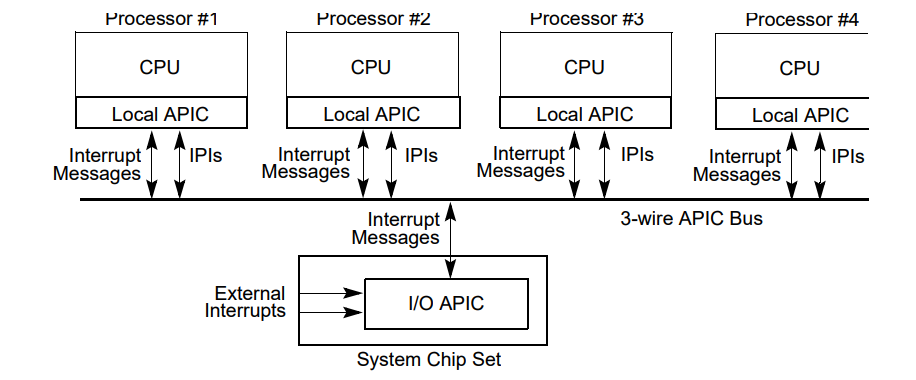 Processor #1 Processor #2 Processor #3 Processor #4
CPU CPU CPU CPU
Local APIC Local APIC Local APIC Local APIC
Interrupt IPIs Interrupt IPIs Interrupt IPIs Interrupt IPIs
Messages Messages Messages Messages
Interrupt 3-wire APIC Bus
Messages
External
Interrupts
I/O APIC
System Chip Set